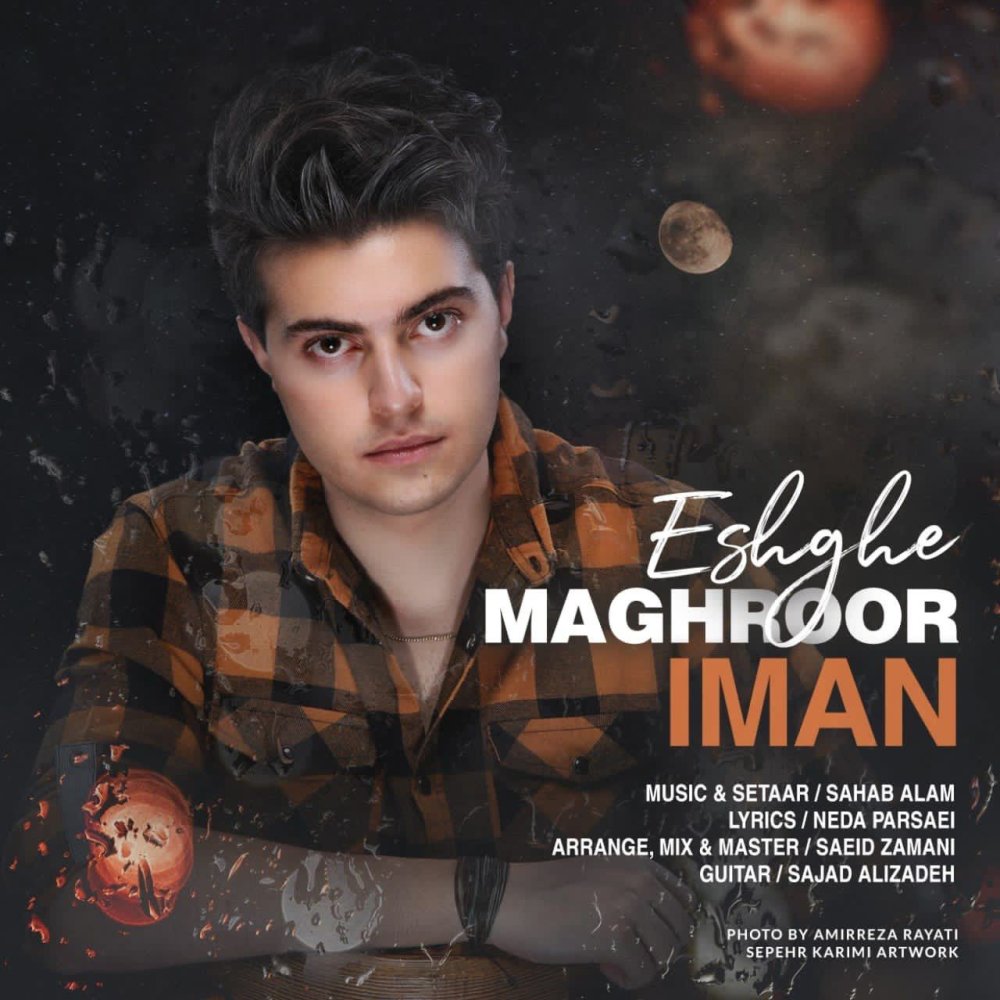 Eshghe
MAGHROOR
IMAN
MUSIC & SETAAR / SAHAB ALAM
LYRICS / NEDA PARSAEI
ARRANGE, MIX & MASTER / SAEID ZAMANI
GUITAR / SAJAD ALIZADEH
PHOTO BY AMIRREZA RAYATI
SEPEHR KARIMI ARTWORK